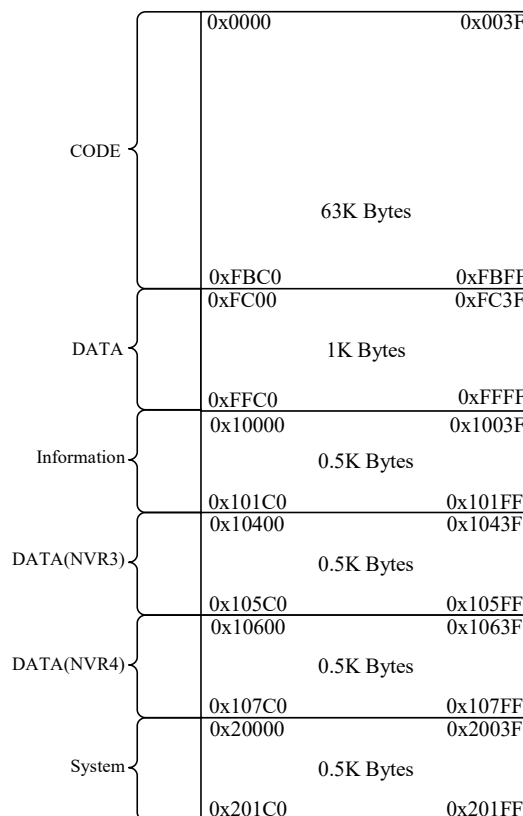 0x0000 0x003F
CODE
63K Bytes
0xFBC0 0xFBFF
0xFC00 0xFC3F
DATA 1K Bytes
0xFFC0 0xFFFF
0x10000 0x1003F
Information 0.5K Bytes
0x101C0 0x101FF
0x10400 0x1043F
DATA(NVR3) 0.5K Bytes
0x105C0 0x105FF
0x10600 0x1063F
DATA(NVR4) 0.5K Bytes
0x107C0 0x107FF
0x20000 0x2003F
System 0.5K Bytes
0x201C0 0x201FF